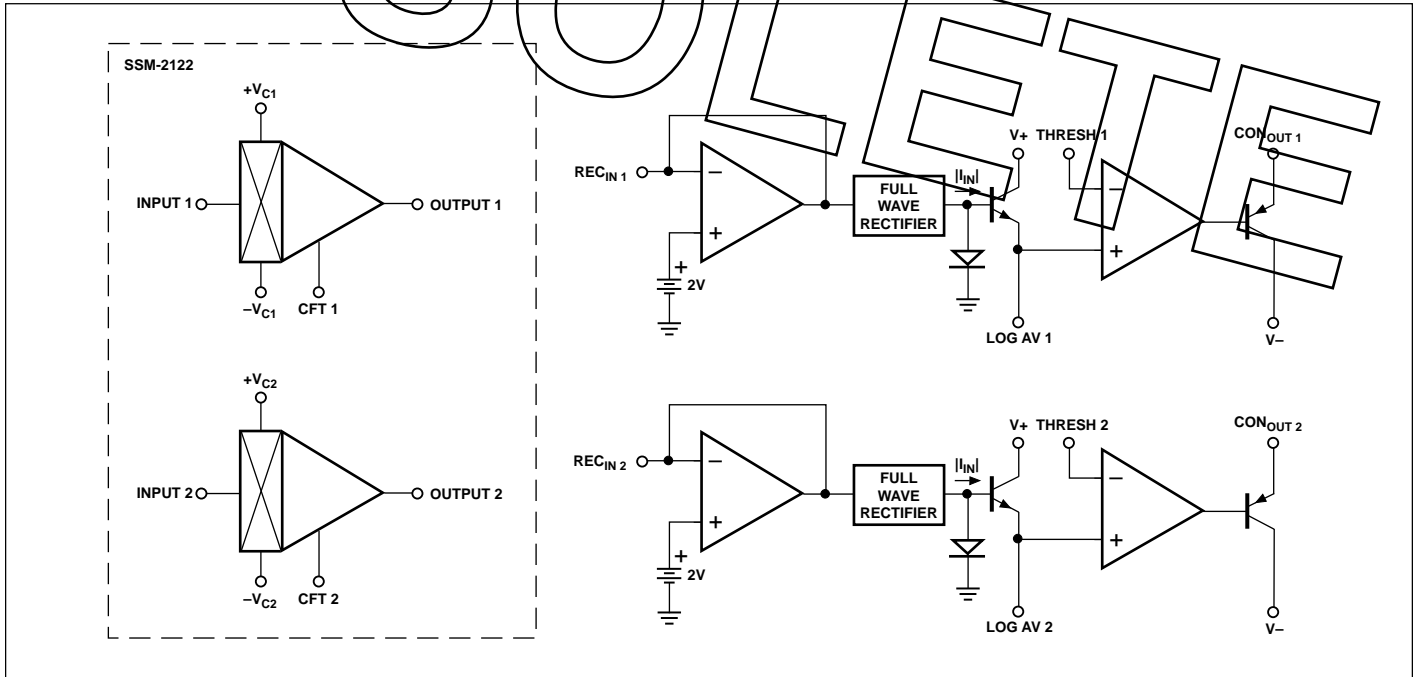 OLETE
SSM-2122
+VC1
INPUT 1
OUTPUT 1
–VC1
CFT 1
RECIN 1
–
+
+
2V
FULL
WAVE
RECTIFIER
|IIN|
V+
THRESH 1
–
+
LOG AV 1
CONOUT 1
V–
+VC2
INPUT 2
OUTPUT 2
–VC2
CFT 2
RECIN 2
–
+
+
2V
FULL
WAVE
RECTIFIER
|IIN|
V+
THRESH 2
–
+
LOG AV 2
CONOUT 2
V–